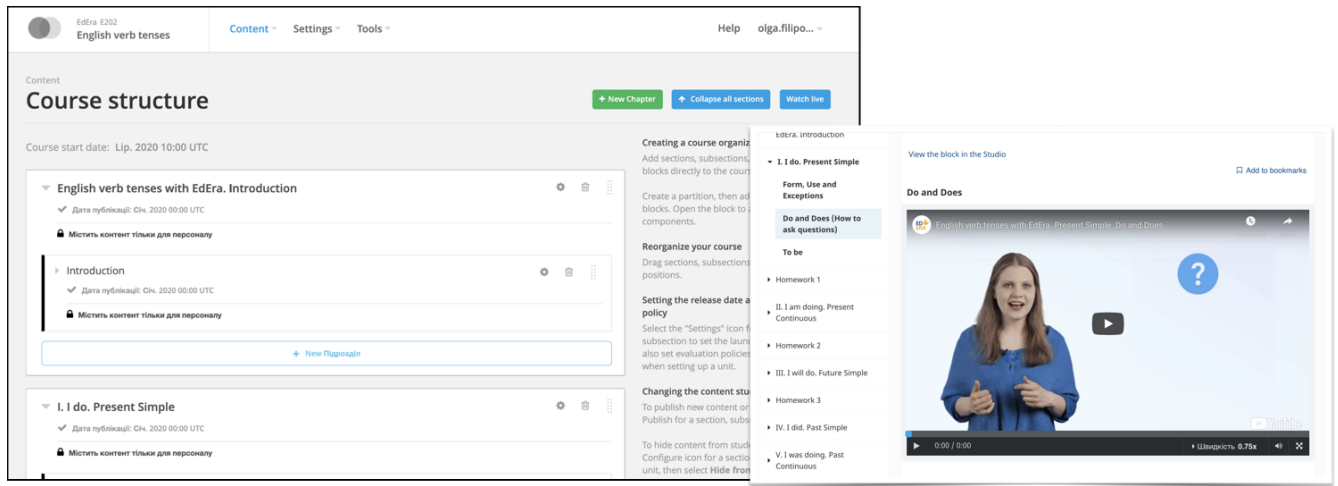 EdEra E202
English verb tenses
Content
Settings
Tools
Help
olga.filipo...
Content
Course structure
+ New Chapter
Collapse all sections
Watch live
Course start date: Lip. 2020 10:00 UTC
English verb tenses with EdEra. Introduction
Дата публікації: Січ. 2020 00:00 UTC
Містить контент тільки для персоналу
Introduction
Дата публікації: Січ. 2020 00:00 UTC
Містить контент тільки для персоналу
+ New Підрозділ
I. I do. Present Simple
Дата публікації: Січ. 2020 00:00 UTC
Містить контент тільки для персоналу
Creating a course organiz
Add sections, subsections,
blocks directly to the cours
Create a partition, then ad
blocks. Open the block to a
components.
Reorganize your course
Drag sections, subsections
positions.
Setting the release date a
policy
Select the "Settings" icon f
subsection to set the launc
also set evaluation policies
when setting up a unit.
Changing the content stu
To publish new content or
Publish for a section, subs
To hide content from stude
Configure icon for a sectio
unit, then select Hide from
EdEra. Introduction
I. I do. Present Simple
Form, Use and
Exceptions
Do and Does (How to
ask questions)
To be
Homework 1
II. I am doing. Present
Continuous
Homework 2
III. I will do. Future Simple
Homework 3
IV. I did. Past Simple
V. I was doing. Past
Continuous
View the block in the Studio
Add to bookmarks
Do and Does
ED ERA
English verb tenses with EdEra. Present Simple. Do and Does
?
YouTube
0:00 / 0:00
Швидкість 0.75x